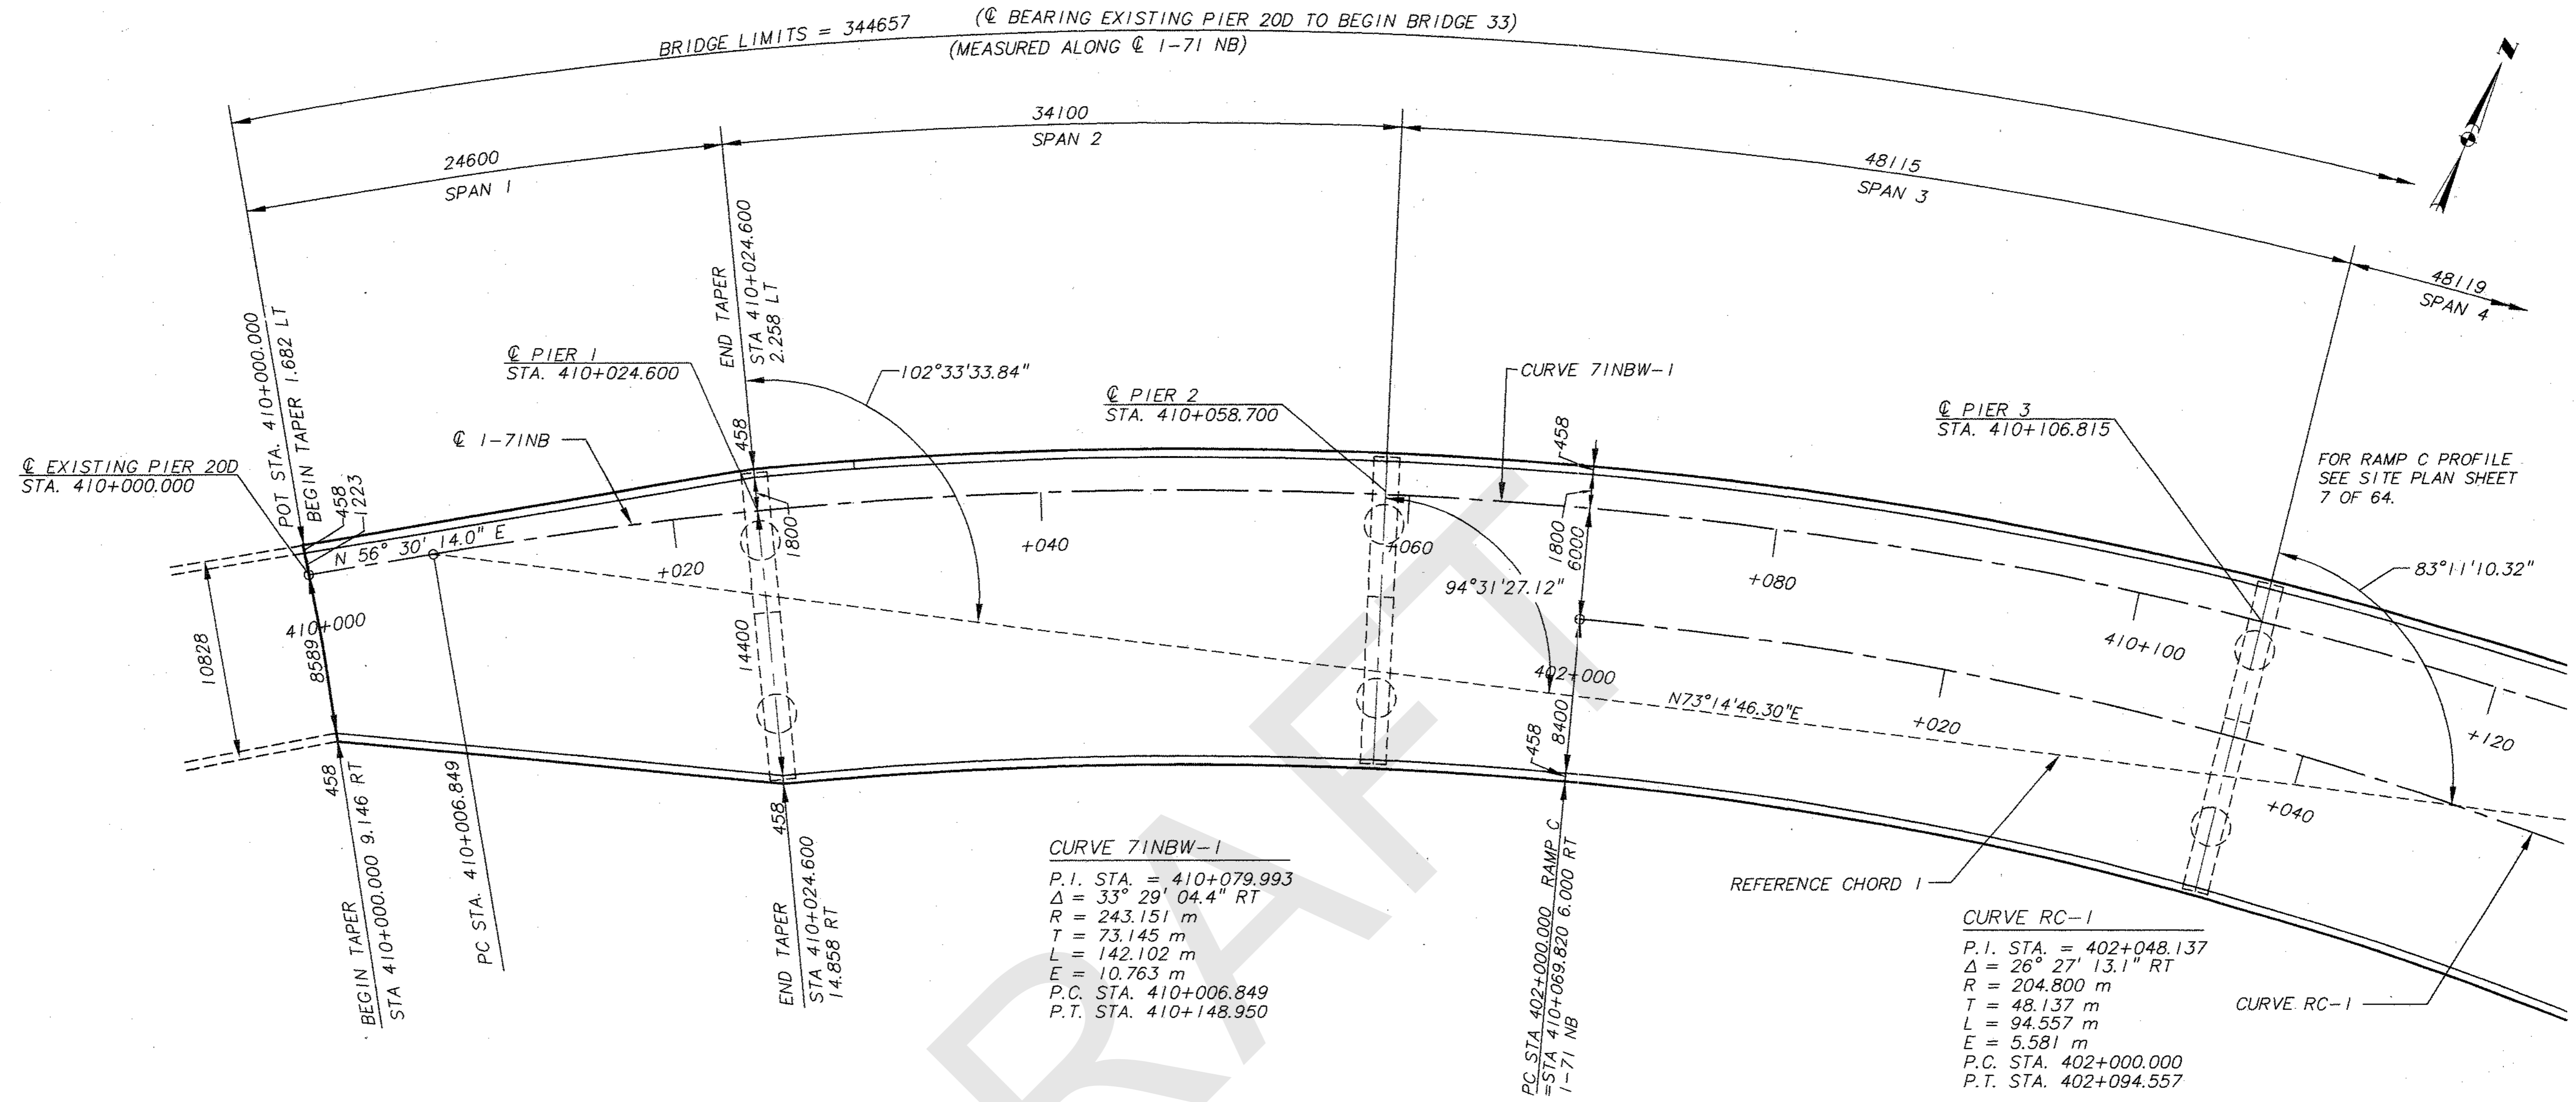 BRIDGE LIMITS = 344657 (℄ BEARING EXISTING PIER 20D TO BEGIN BRIDGE 33)
(MEASURED ALONG ℄ I-71 NB)
N
24600
SPAN 1
34100
SPAN 2
48115
SPAN 3
48119
SPAN 4
POT STA. 410+000.000
BEGIN TAPER 1.682 LT
END TAPER
STA 410+024.600
2.258 LT
℄ PIER 1
STA. 410+024.600
102°33'33.84"
℄ PIER 2
STA. 410+058.700
CURVE 71NBW-1
℄ PIER 3
STA. 410+106.815
FOR RAMP C PROFILE
SEE SITE PLAN SHEET
7 OF 64.
℄ EXISTING PIER 20D
STA. 410+000.000
℄ I-71NB
458
1223
458
1800
458
1800
6000
N 56° 30' 14.0" E
+020
+040
+060
+080
410+100
+120
83°11'10.32"
94°31'27.12"
10828
410+000
8589
14400
402+000
8400
N73°14'46.30"E
+020
+040
458
458
458
BEGIN TAPER
STA 410+000.000 9.146 RT
PC STA. 410+006.849
END TAPER
STA 410+024.600
14.858 RT
PC STA 402+000.000 RAMP C
=STA 410+069.820 6.000 RT
I-71 NB
REFERENCE CHORD 1
CURVE RC-1
CURVE 71NBW-1
P.I. STA. = 410+079.993
Δ = 33° 29' 04.4" RT
R = 243.151 m
T = 73.145 m
L = 142.102 m
E = 10.763 m
P.C. STA. 410+006.849
P.T. STA. 410+148.950
CURVE RC-1
P.I. STA. = 402+048.137
Δ = 26° 27' 13.1" RT
R = 204.800 m
T = 48.137 m
L = 94.557 m
E = 5.581 m
P.C. STA. 402+000.000
P.T. STA. 402+094.557
RAFT